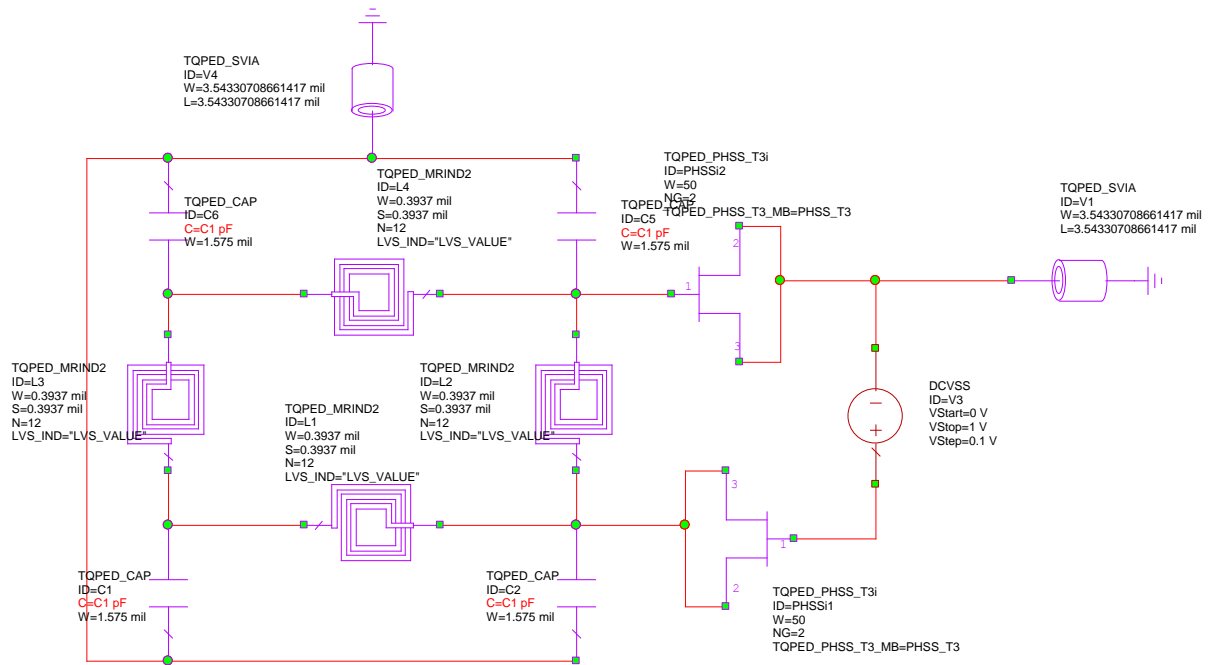 TQPED_SVIA
ID=V4
W=3.54330708661417 mil
L=3.54330708661417 mil
TQPED_MRIND2
ID=L4
W=0.3937 mil
S=0.3937 mil
N=12
LVS_IND="LVS_VALUE"
TQPED_CAP
ID=C6
C=C1 pF
W=1.575 mil
TQPED_PHSS_T3i
ID=PHSSi2
W=50
NG=2
TQPED_PHSS_T3_MB=PHSS_T3
TQPED_CAP
ID=C5
C=C1 pF
W=1.575 mil
2
1
3
TQPED_SVIA
ID=V1
W=3.54330708661417 mil
L=3.54330708661417 mil
TQPED_MRIND2
ID=L3
W=0.3937 mil
S=0.3937 mil
N=12
LVS_IND="LVS_VALUE"
TQPED_MRIND2
ID=L2
W=0.3937 mil
S=0.3937 mil
N=12
LVS_IND="LVS_VALUE"
TQPED_MRIND2
ID=L1
W=0.3937 mil
S=0.3937 mil
N=12
LVS_IND="LVS_VALUE"
DCVSS
ID=V3
VStart=0 V
VStop=1 V
VStep=0.1 V
3
1
2
TQPED_CAP
ID=C1
C=C1 pF
W=1.575 mil
TQPED_CAP
ID=C2
C=C1 pF
W=1.575 mil
TQPED_PHSS_T3i
ID=PHSSi1
W=50
NG=2
TQPED_PHSS_T3_MB=PHSS_T3